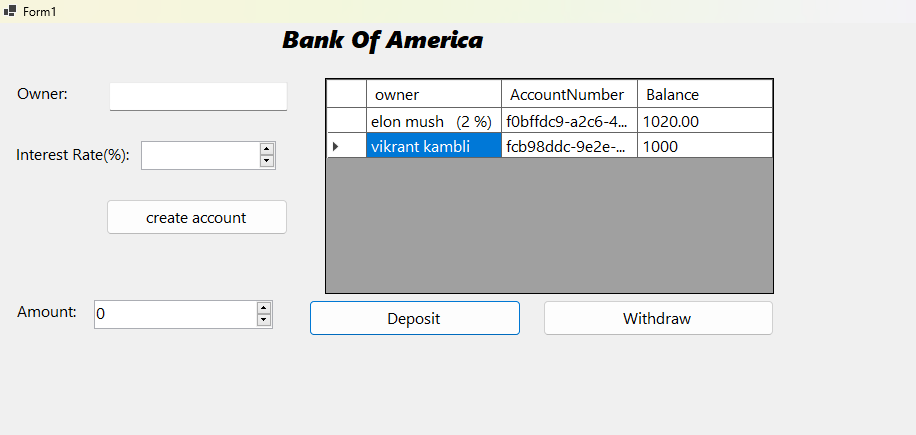 Form1
Bank Of America
Owner:
Interest Rate(%):
create account
owner AccountNumber Balance
elon mush (2 %) f0bffdc9-a2c6-4... 1020.00
vikrant kambli fcb98ddc-9e2e-... 1000
Amount: 0
Deposit Withdraw